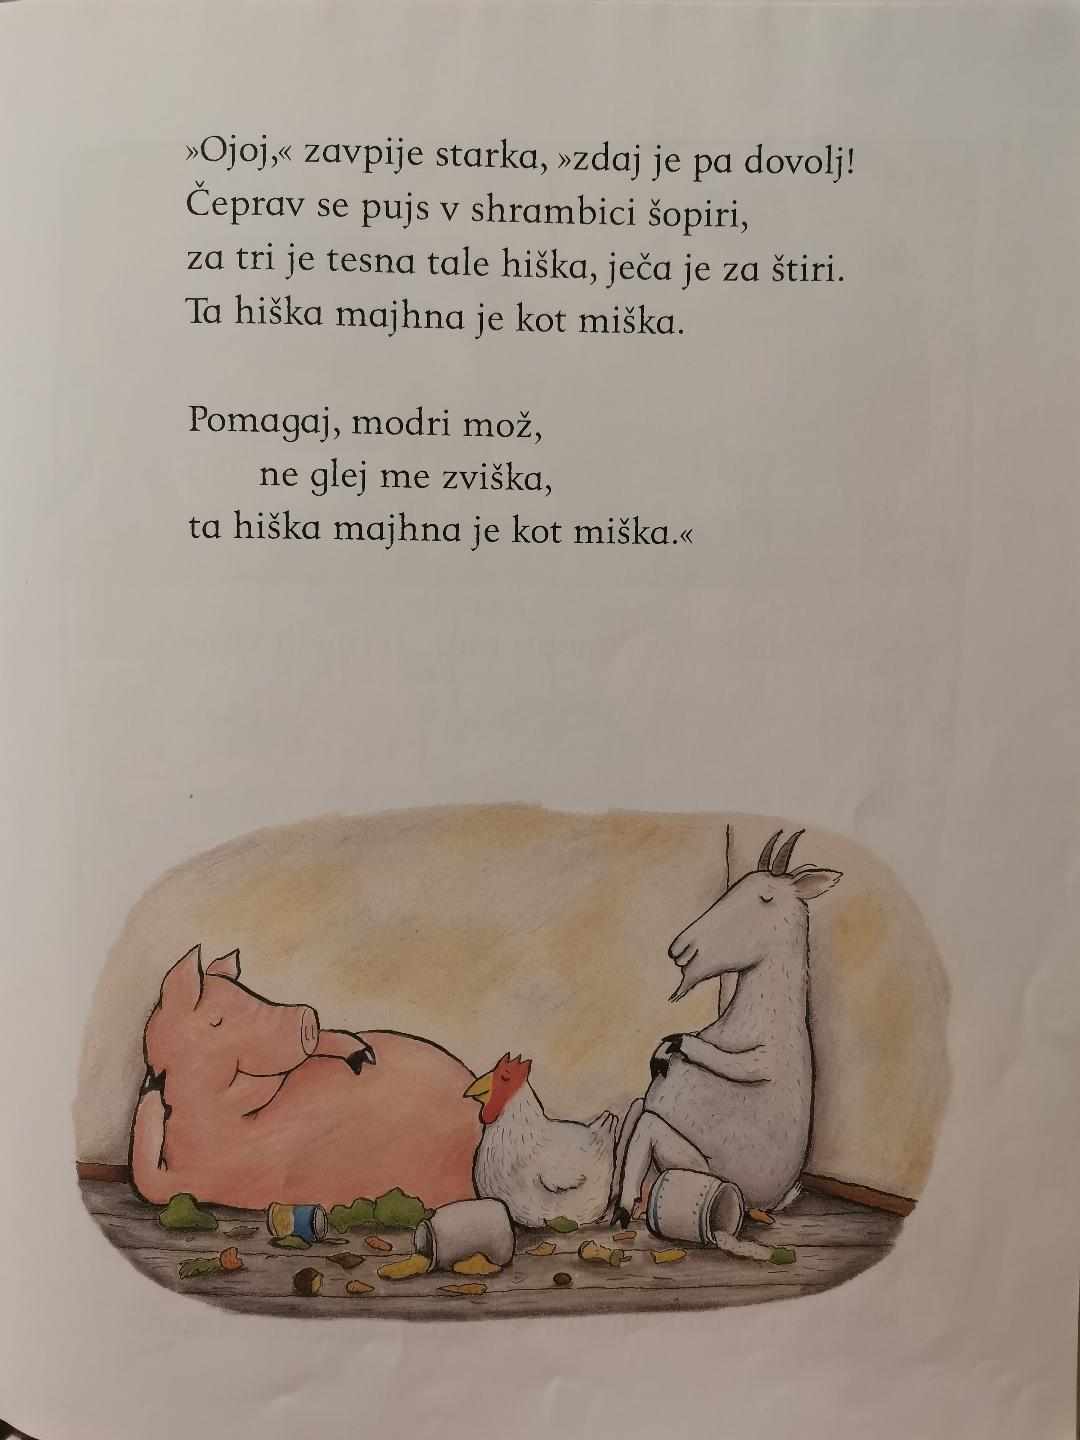 »Ojoj,« zavpije starka, »zdaj je pa dovolj!
Čeprav se pujs v shrambici šopiri,
za tri je tesna tale hiška, ječa je za štiri.
Ta hiška majhna je kot miška.
Pomagaj, modri mož,
ne glej me zviška,
ta hiška majhna je kot miška.«